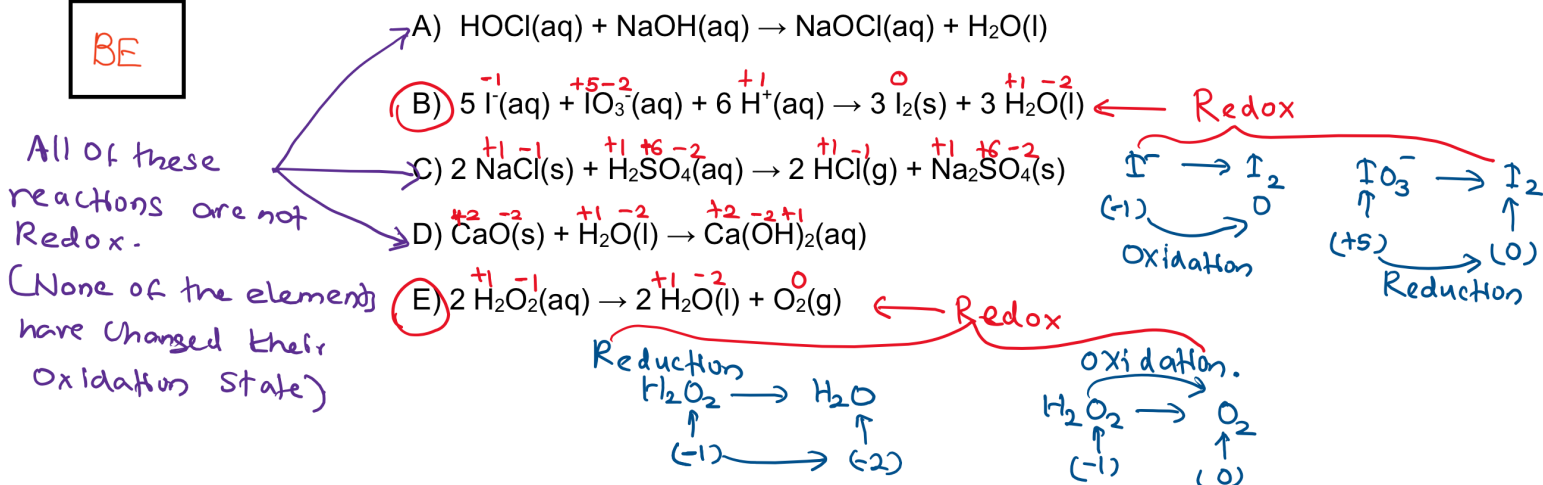 BE
A) HOCl(aq) + NaOH(aq) → NaOCl(aq) + H₂O(l)
-1 +5-2 +1 0 +1 -2
B) 5 I⁻(aq) + IO₃⁻(aq) + 6 H⁺(aq) → 3 I₂(s) + 3 H₂O(l) ← Redox
+1 -1 +1 +6 -2 +1 -1 +1 +6 -2
C) 2 NaCl(s) + H₂SO₄(aq) → 2 HCl(g) + Na₂SO₄(s)
+2 -2 +1 -2 +2 -2+1
D) CaO(s) + H₂O(l) → Ca(OH)₂(aq)
+1 -1 +1 -2 0
E) 2 H₂O₂(aq) → 2 H₂O(l) + O₂(g) ← Redox
All of these
reactions are not
Redox.
(None of the elements
have changed their
Oxidation State)
I⁻ → I₂
(-1) 0
Oxidation
IO₃⁻ → I₂
(+5) (0)
Reduction
Reduction
H₂O₂ → H₂O
(-1) (-2)
Oxidation.
H₂O₂ → O₂
(-1) (0)